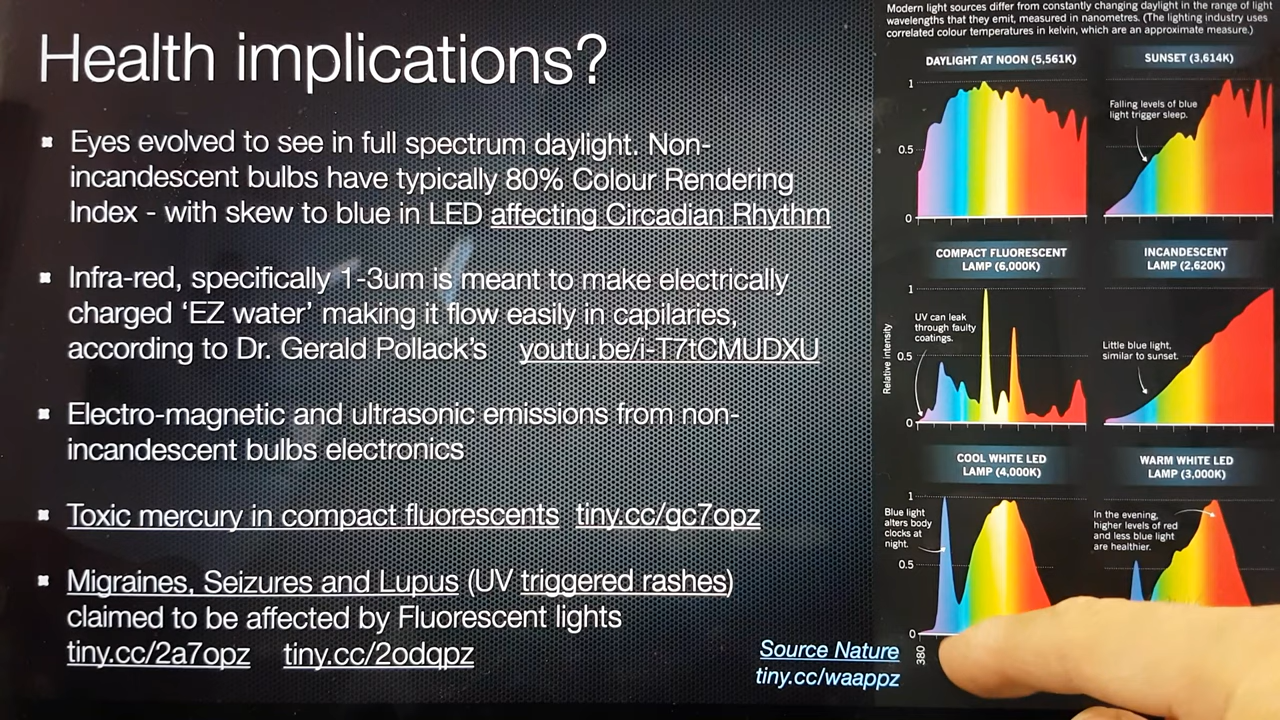 Health implications?
Eyes evolved to see in full spectrum daylight. Non-
incandescent bulbs have typically 80% Colour Rendering
Index - with skew to blue in LED affecting Circadian Rhythm
Infra-red, specifically 1-3um is meant to make electrically
charged ‘EZ water’ making it flow easily in capilaries,
according to Dr. Gerald Pollack’s youtu.be/i-T7tCMUDXU
Electro-magnetic and ultrasonic emissions from non-
incandescent bulbs electronics
Toxic mercury in compact fluorescents tiny.cc/gc7opz
Migraines, Seizures and Lupus (UV triggered rashes)
claimed to be affected by Fluorescent lights
tiny.cc/2a7opz tiny.cc/2odqpz
Source Nature
tiny.cc/waappz
Modern light sources differ from constantly changing daylight in the range of light
wavelengths that they emit, measured in nanometres. (The lighting industry uses
correlated colour temperatures in kelvin, which are an approximate measure.)
DAYLIGHT AT NOON (5,561K)
1
0.5
0
SUNSET (3,614K)
Falling levels of blue
light trigger sleep.
COMPACT FLUORESCENT
LAMP (6,000K)
Relative intensity
1
UV can leak
through faulty
coatings.
0.5
0
INCANDESCENT
LAMP (2,620K)
Little blue light,
similar to sunset.
COOL WHITE LED
LAMP (4,000K)
1
Blue light
alters body
clocks at
night.
0.5
0
380
WARM WHITE LED
LAMP (3,000K)
In the evening,
higher levels of red
and less blue light
are healthier.